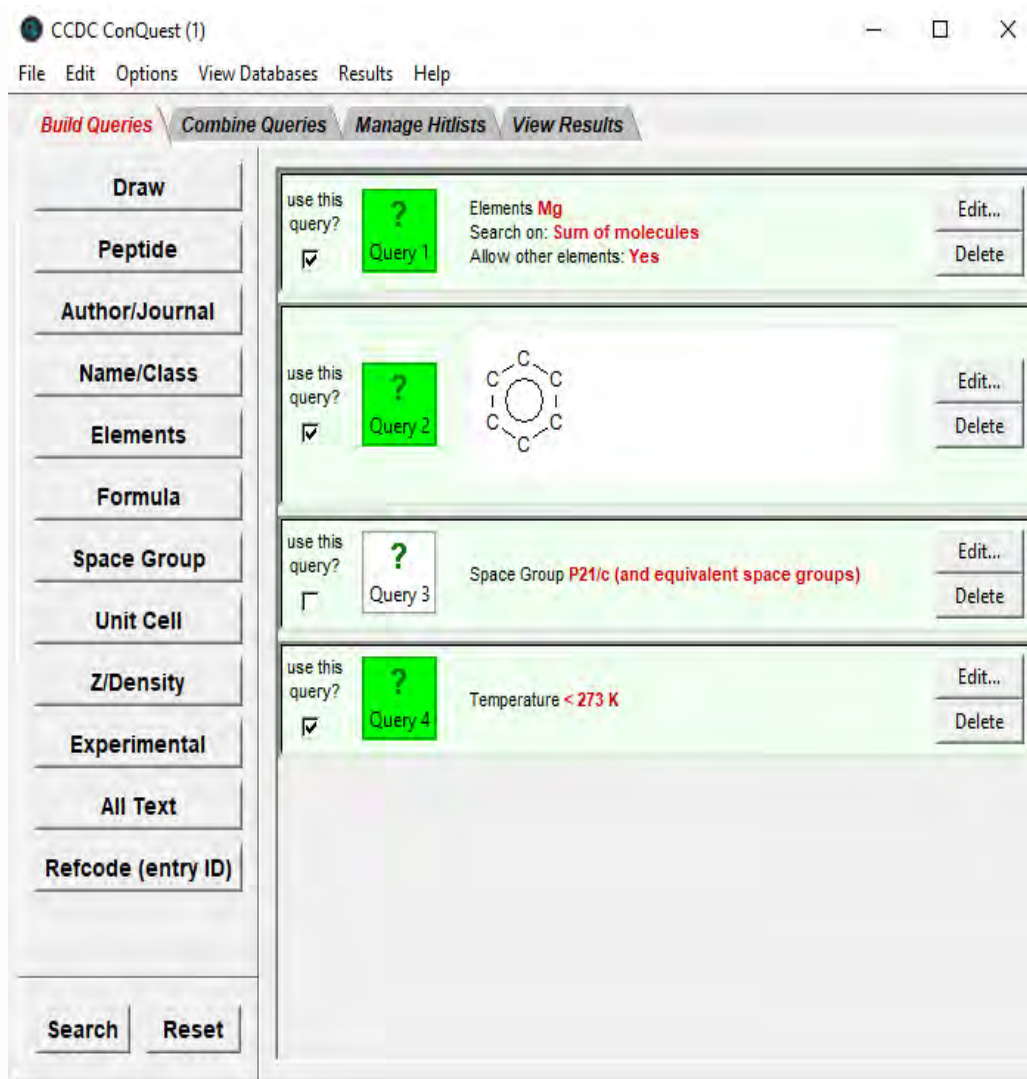 CCDC ConQuest (1)
File Edit Options View Databases Results Help
Build Queries Combine Queries Manage Hitlists View Results
Draw
Peptide
Author/Journal
Name/Class
Elements
Formula
Space Group
Unit Cell
Z/Density
Experimental
All Text
Refcode (entry ID)
Search Reset
use this
query?
?
Query 1
Elements Mg
Search on: Sum of molecules
Allow other elements: Yes
Edit...
Delete
use this
query?
?
Query 2
C
C C
C C
C
Edit...
Delete
use this
query?
?
Query 3
Space Group P21/c (and equivalent space groups)
Edit...
Delete
use this
query?
?
Query 4
Temperature < 273 K
Edit...
Delete